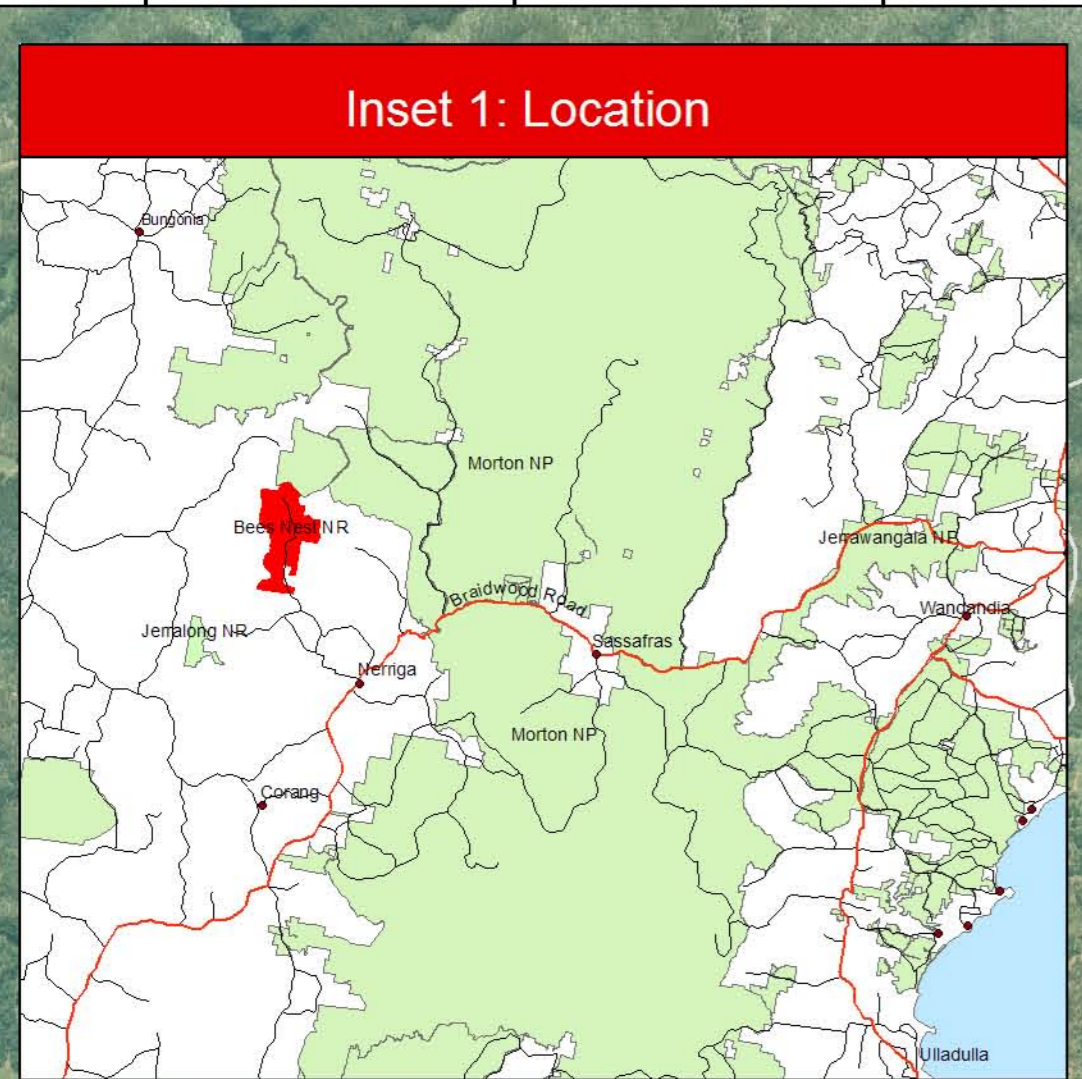 Inset 1: Location
Bungonia
Morton NP
Bees Nest NR
Jerrawangala NP
Braidwood Road
Wandandia
Jerralong NR
Sassafras
Nerriga
Morton NP
Corang
Ulladulla